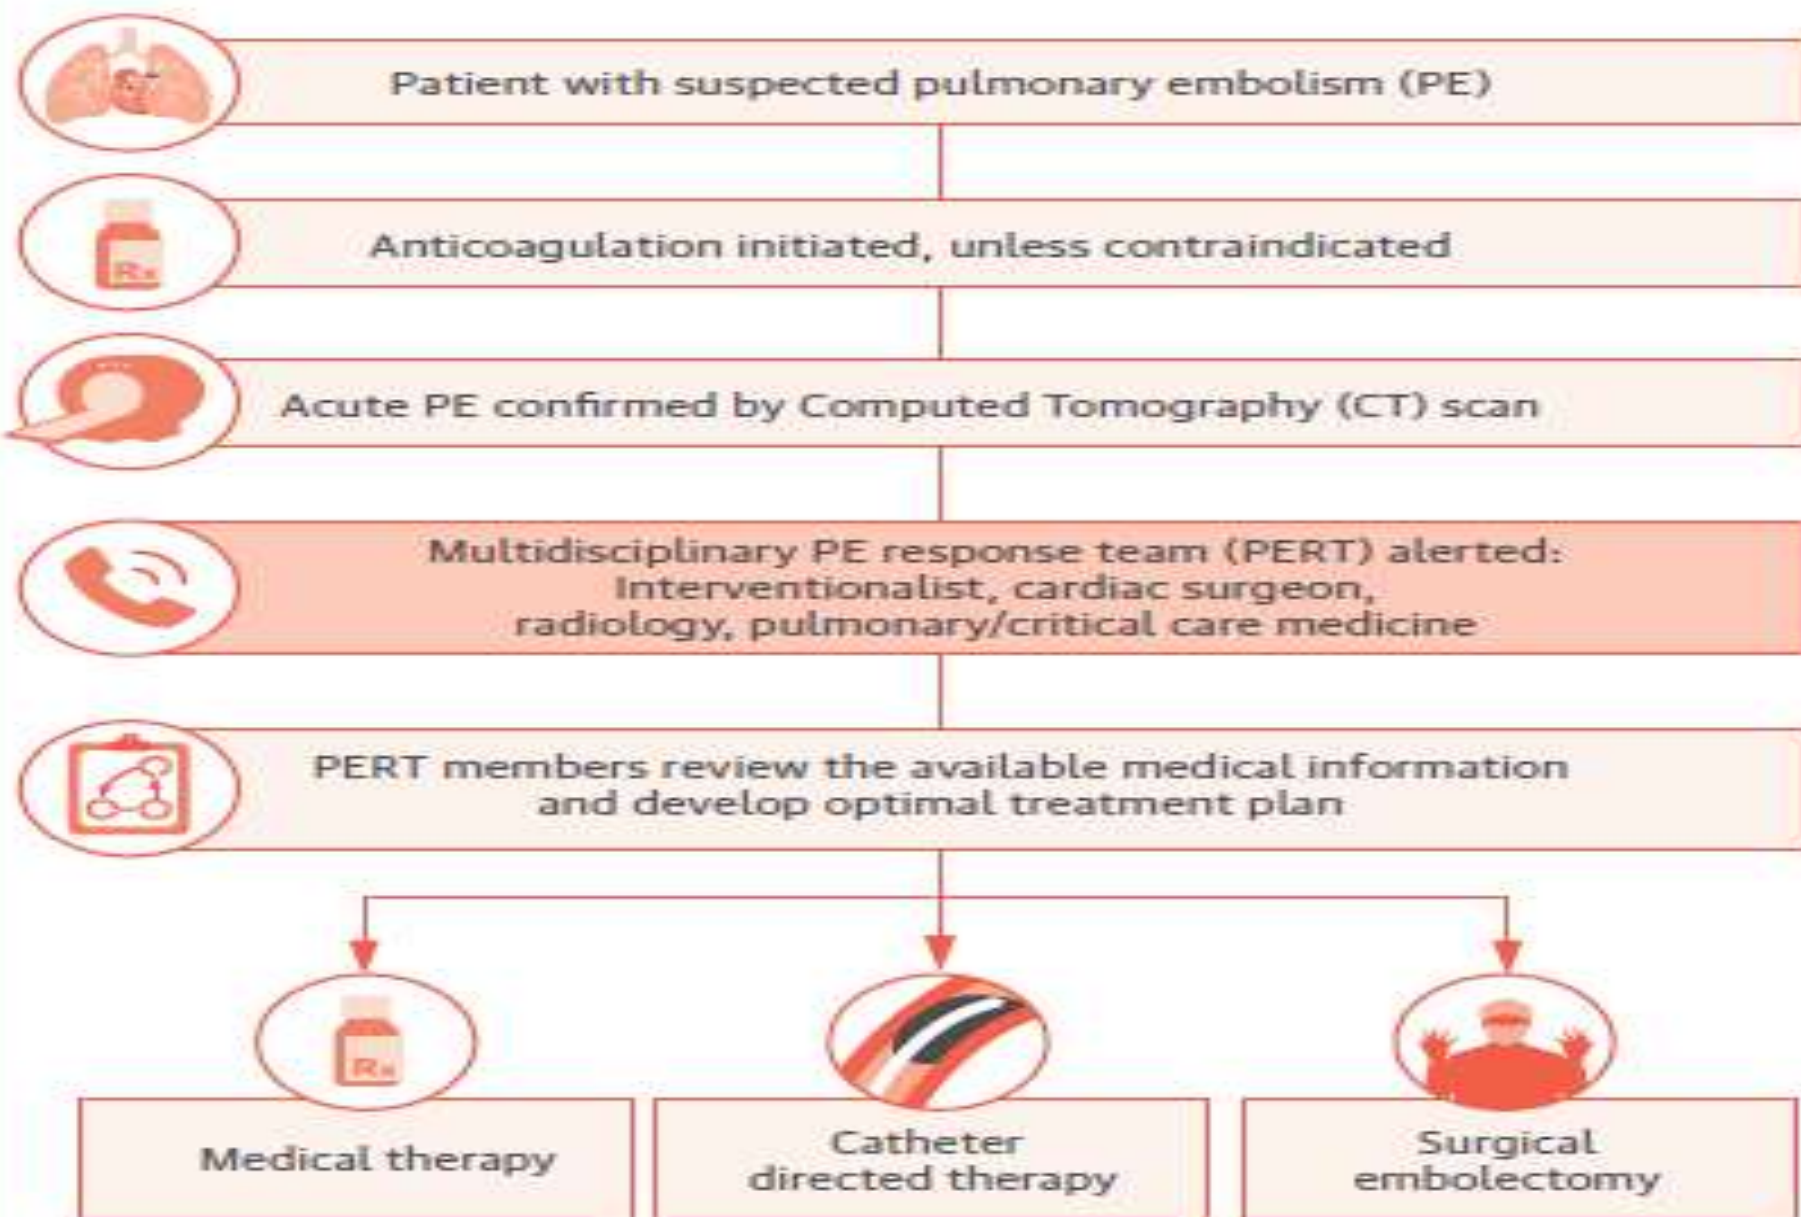 Patient with suspected pulmonary embolism (PE)
Rx
Anticoagulation initiated, unless contraindicated
Acute PE confirmed by Computed Tomography (CT) scan
Multidisciplinary PE response team (PERT) alerted:
Interventionalist, cardiac surgeon,
radiology, pulmonary/critical care medicine
PERT members review the available medical information
and develop optimal treatment plan
Rx
Medical therapy
Catheter
directed therapy
Surgical
embolectomy